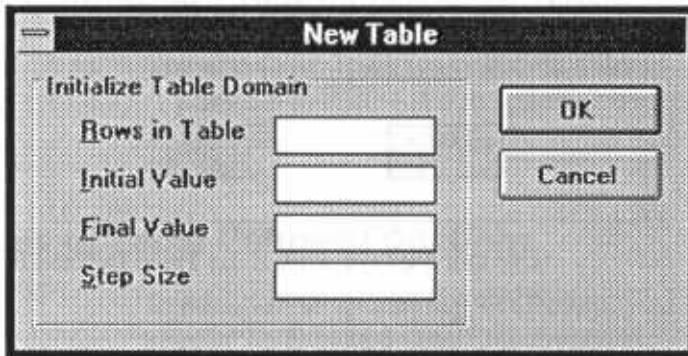 New Table
Initialize Table Domain
Rows in Table
Initial Value
Final Value
Step Size
OK
Cancel